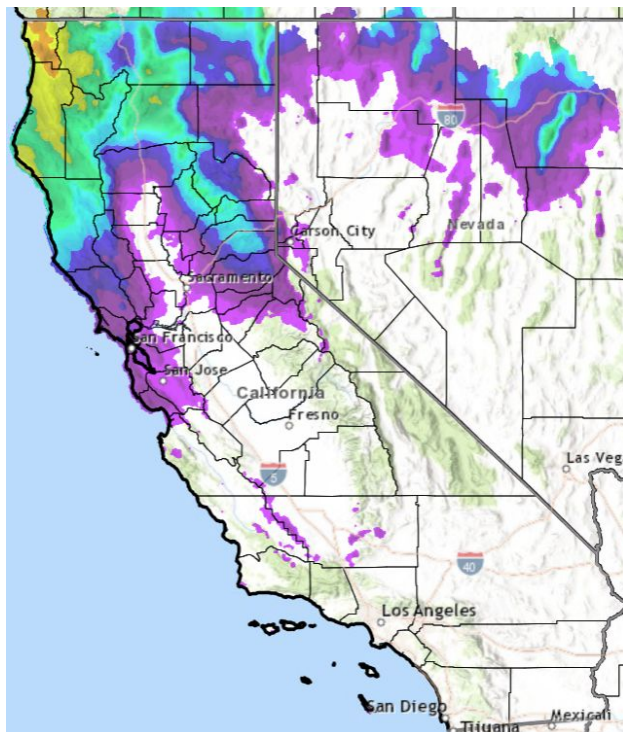 80
Nevada
Carson City
Sacramento
San Francisco
San Jose
California
Fresno
5
Las Vega
40
Los Angeles
San Diego
Tijuana
Mexicali